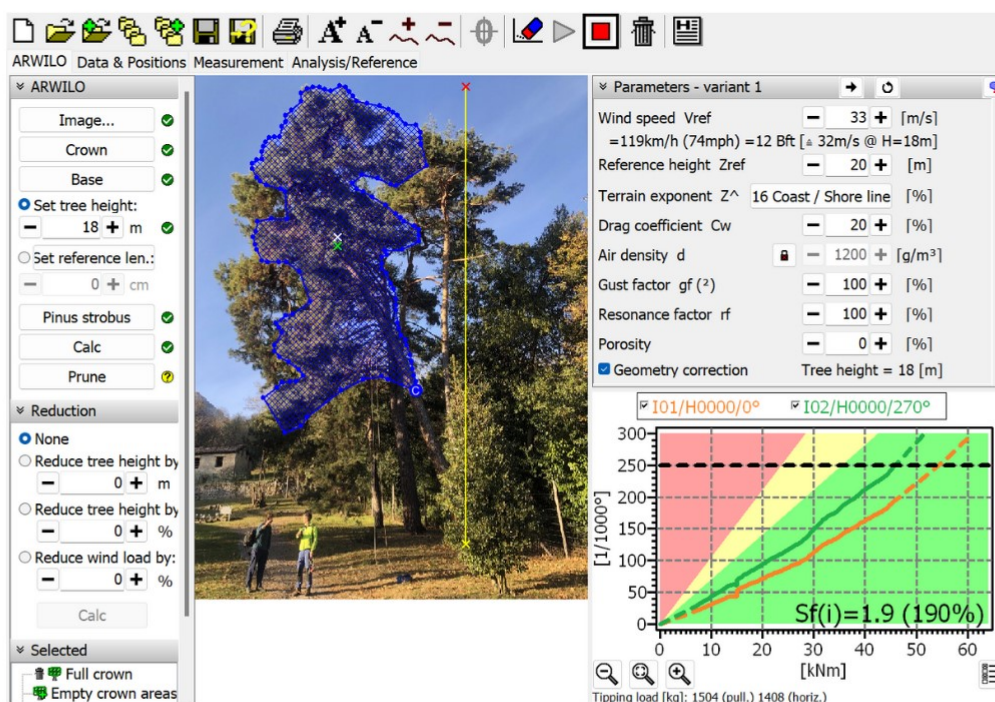 ARWILO Data & Positions Measurement Analysis/Reference
ARWILO
Image...
Crown
Base
Set tree height:
18 m
Set reference len.:
0 cm
Pinus strobus
Calc
Prune
Reduction
None
Reduce tree height by
0 m
Reduce tree height by
0 %
Reduce wind load by:
0 %
Calc
Selected
Full crown
Empty crown areas
C
Parameters - variant 1
Wind speed Vref 33 [m/s]
=119km/h (74mph) =12 Bft [≙ 32m/s @ H=18m]
Reference height Zref 20 [m]
Terrain exponent Z^ 16 Coast / Shore line [%]
Drag coefficient Cw 20 [%]
Air density d 1200 [g/m³]
Gust factor gf (²) 100 [%]
Resonance factor rf 100 [%]
Porosity 0 [%]
Geometry correction Tree height = 18 [m]
I01/H0000/0° I02/H0000/270°
300
250
200
150
100
50
0
[1/1000°]
Sf(i)=1.9 (190%)
0 10 20 30 40 50 60
[kNm]
Tipping load [kg]: 1504 (pull.) 1408 (horiz.)